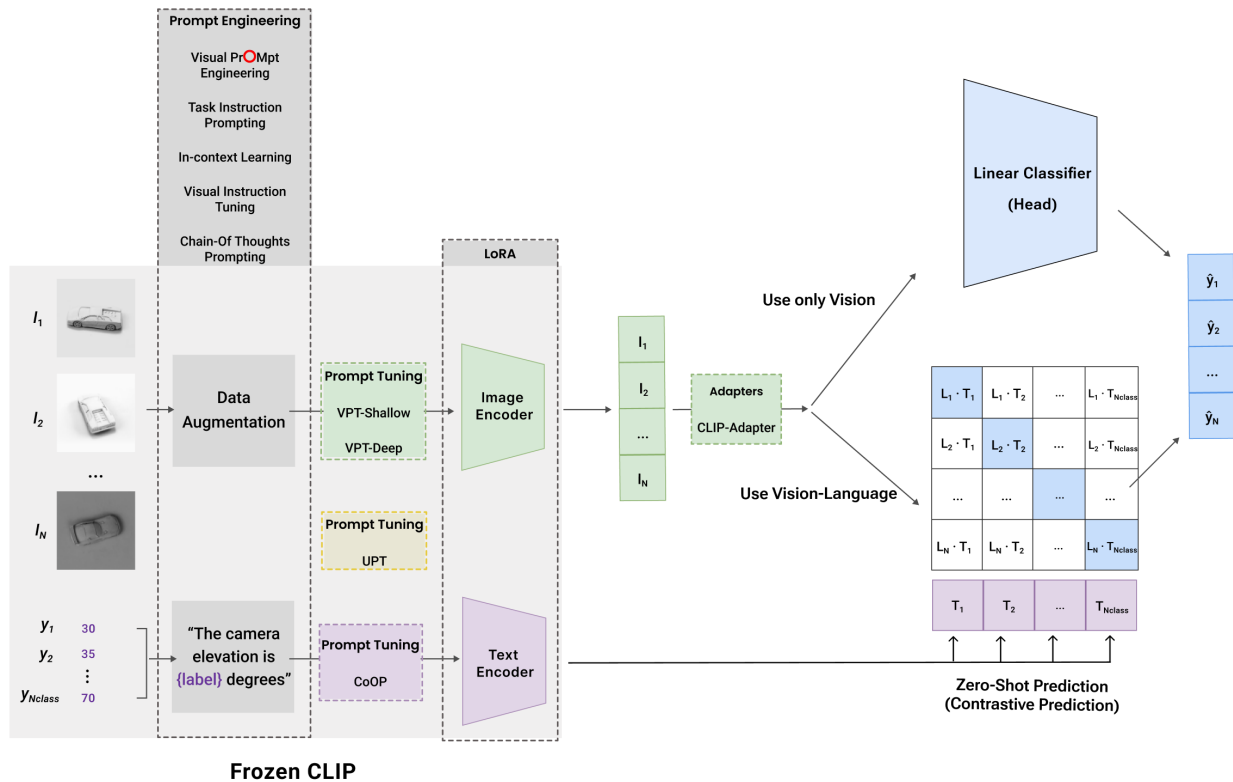 Prompt Engineering
Visual PrOMpt
Engineering
Task Instruction
Prompting
In-context Learning
Visual Instruction
Tuning
Chain-Of Thoughts
Prompting
LoRA
I1
I2
...
IN
Data
Augmentation
Prompt Tuning
VPT-Shallow
VPT-Deep
Image
Encoder
Prompt Tuning
UPT
y1 30
y2 35
⋮
yNclass 70
“The camera
elevation is
{label} degrees”
Prompt Tuning
CoOP
Text
Encoder
Frozen CLIP
I1
I2
...
IN
Adapters
CLIP-Adapter
Use only Vision
Use Vision-Language
Linear Classifier
(Head)
L1 · T1 L1 · T2 ... L1 · TNclass
L2 · T1 L2 · T2 ... L2 · TNclass
... ... ... ...
LN · T1 LN · T2 ... LN · TNclass
T1 T2 ... TNclass
Zero-Shot Prediction
(Contrastive Prediction)
ŷ1
ŷ2
...
ŷN